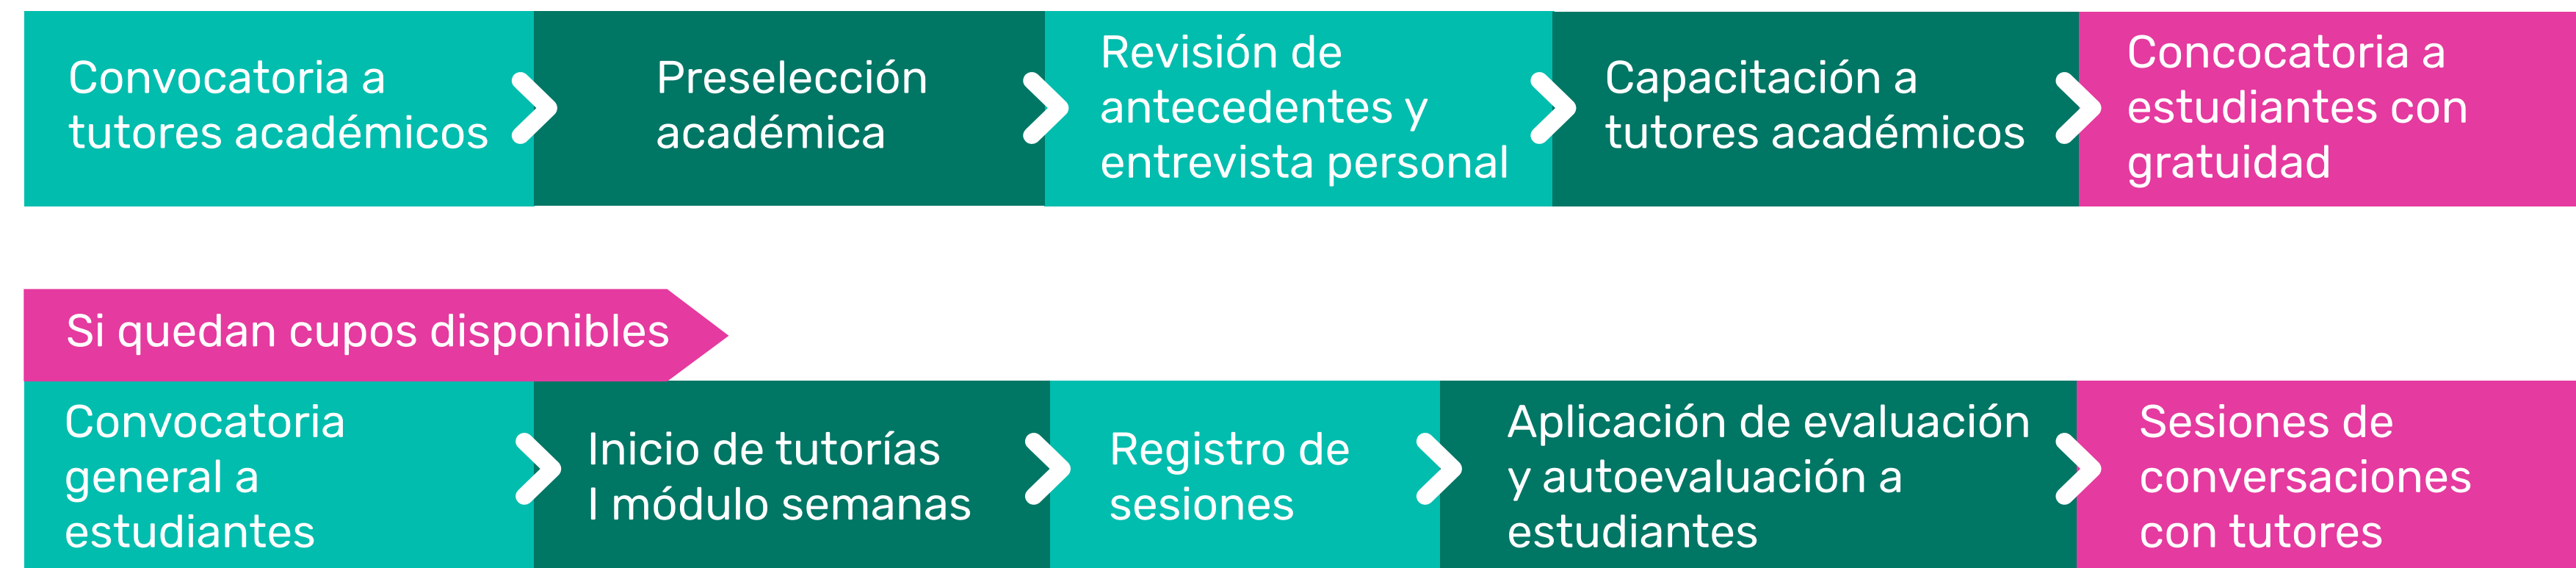 Convocatoria a
tutores académicos
Preselección
académica
Revisión de
antecedentes y
entrevista personal
Capacitación a
tutores académicos
Concocatoria a
estudiantes con
gratuidad
Si quedan cupos disponibles
Convocatoria
general a
estudiantes
Inicio de tutorías
I módulo semanas
Registro de
sesiones
Aplicación de evaluación
y autoevaluación a
estudiantes
Sesiones de
conversaciones
con tutores